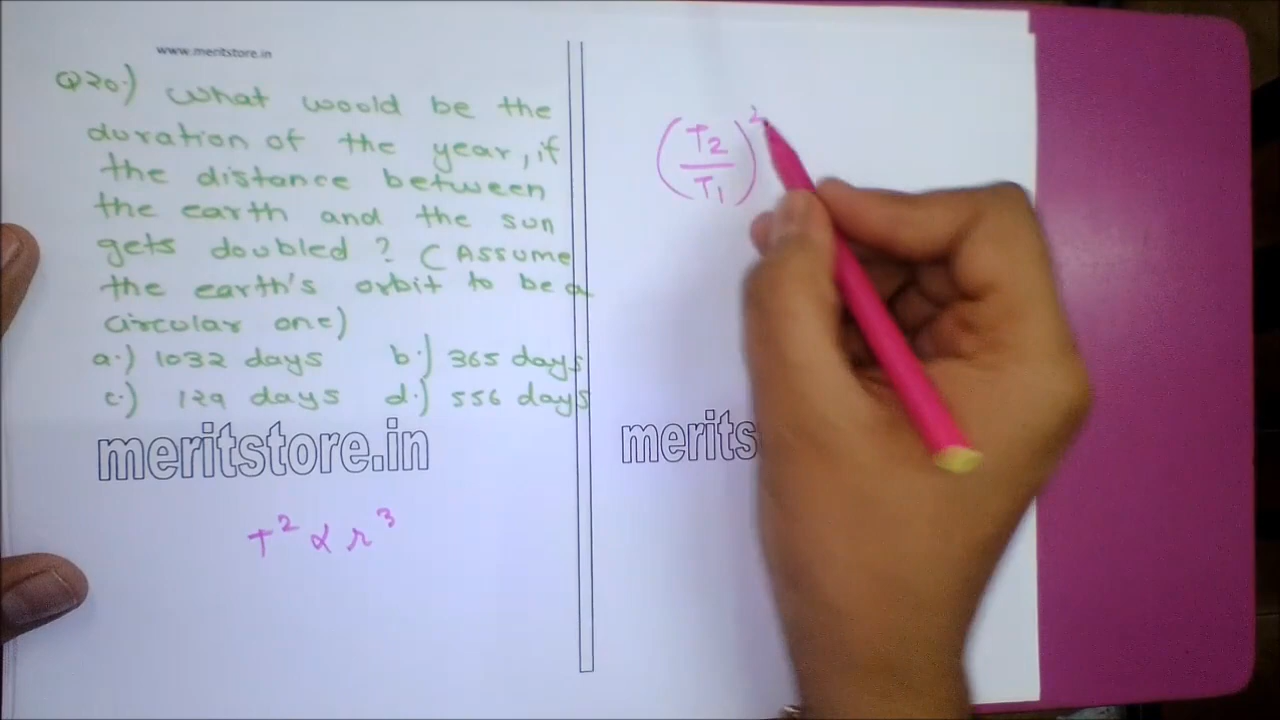 www.meritstore.in
Q20.) What would be the
duration of the year, if
the distance between
the earth and the sun
gets doubled ? (Assume
the earth's orbit to be a
circular one)
a.) 1032 days b.) 365 days
c.) 129 days d.) 556 days
meritstore.in
T² ∝ r³
(T₂/T₁)²
merits